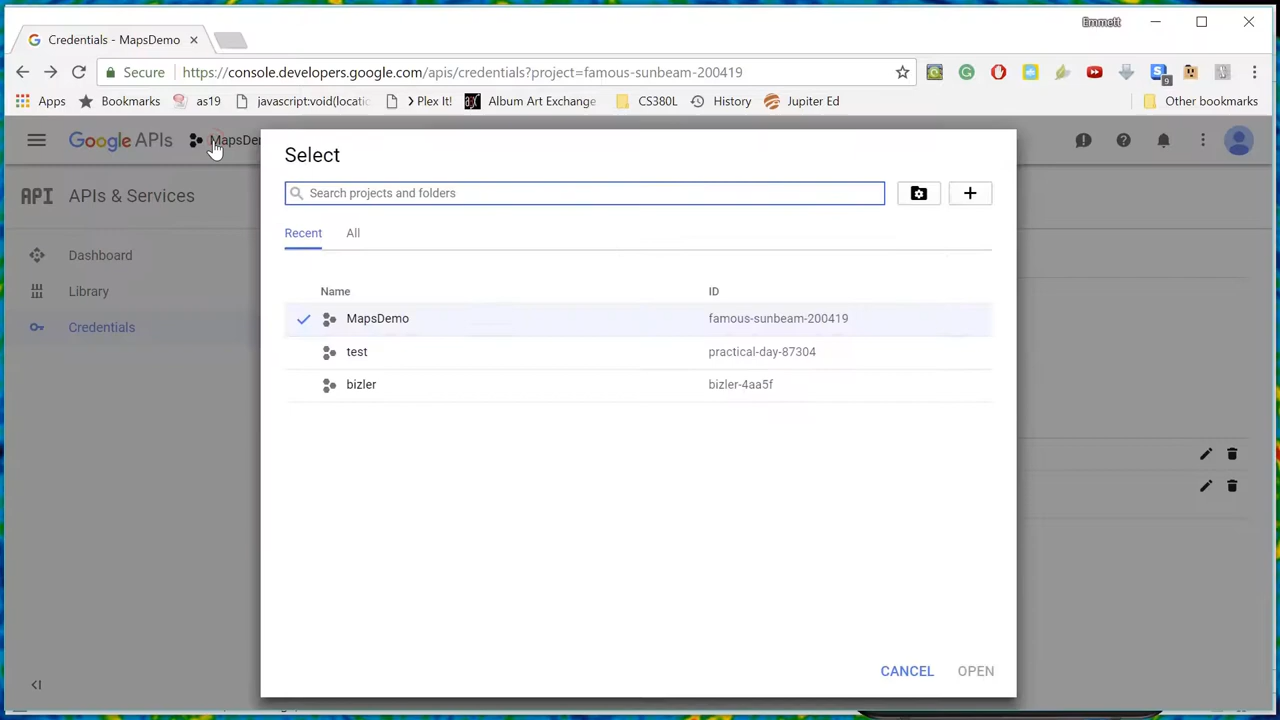 Emmett
Credentials - MapsDemo
Secure https://console.developers.google.com/apis/credentials?project=famous-sunbeam-200419
9
Apps Bookmarks as19 javascript:void(locatic Plex It! Album Art Exchange CS380L History Jupiter Ed Other bookmarks
Google APIs MapsDem
Select
API APIs & Services
Search projects and folders
Recent All
Dashboard
Library
Name ID
Credentials
MapsDemo famous-sunbeam-200419
test practical-day-87304
bizler bizler-4aa5f
CANCEL OPEN